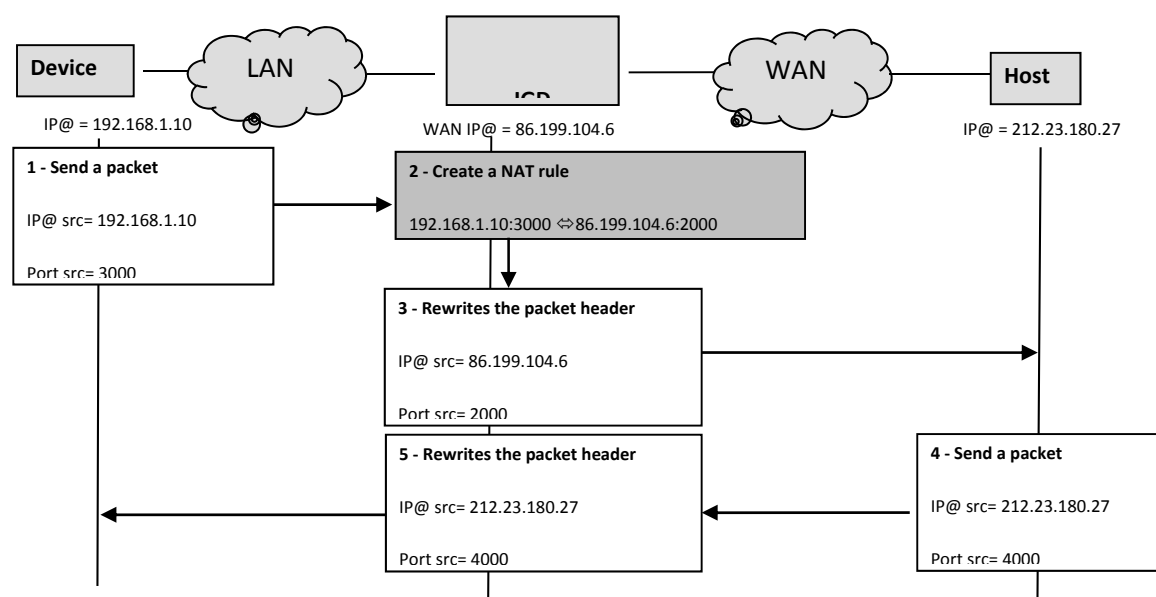 Device
LAN
IGD
WAN
Host
IP@ = 192.168.1.10
WAN IP@ = 86.199.104.6
IP@ = 212.23.180.27
1 - Send a packet
IP@ src= 192.168.1.10
Port src= 3000
2 - Create a NAT rule
192.168.1.10:3000 ⬄86.199.104.6:2000
3 - Rewrites the packet header
IP@ src= 86.199.104.6
Port src= 2000
5 - Rewrites the packet header
IP@ src= 212.23.180.27
Port src= 4000
4 - Send a packet
IP@ src= 212.23.180.27
Port src= 4000